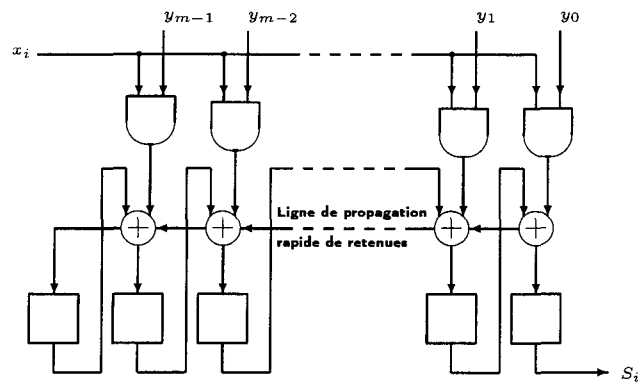 y_{m-1} y_{m-2} y_1 y_0
x_i
Ligne de propagation
rapide de retenues
S_i